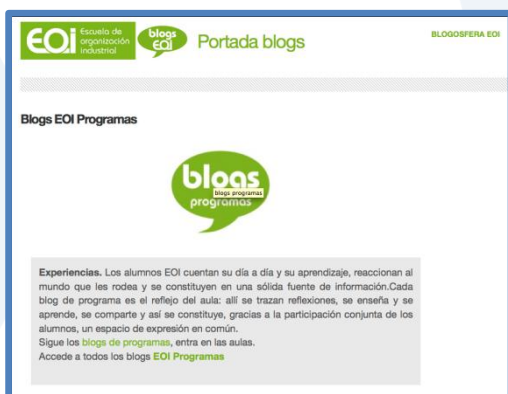 EOI Escuela de
organización
industrial
blogs
EOI
Portada blogs
BLOGOSFERA EOI
Blogs EOI Programas
blogs
blogs programas
programas
Experiencias. Los alumnos EOI cuentan su día a día y su aprendizaje, reaccionan al
mundo que les rodea y se constituyen en una sólida fuente de información.Cada
blog de programa es el reflejo del aula: allí se trazan reflexiones, se enseña y se
aprende, se comparte y así se constituye, gracias a la participación conjunta de los
alumnos, un espacio de expresión en común.
Sigue los blogs de programas, entra en las aulas.
Accede a todos los blogs EOI Programas